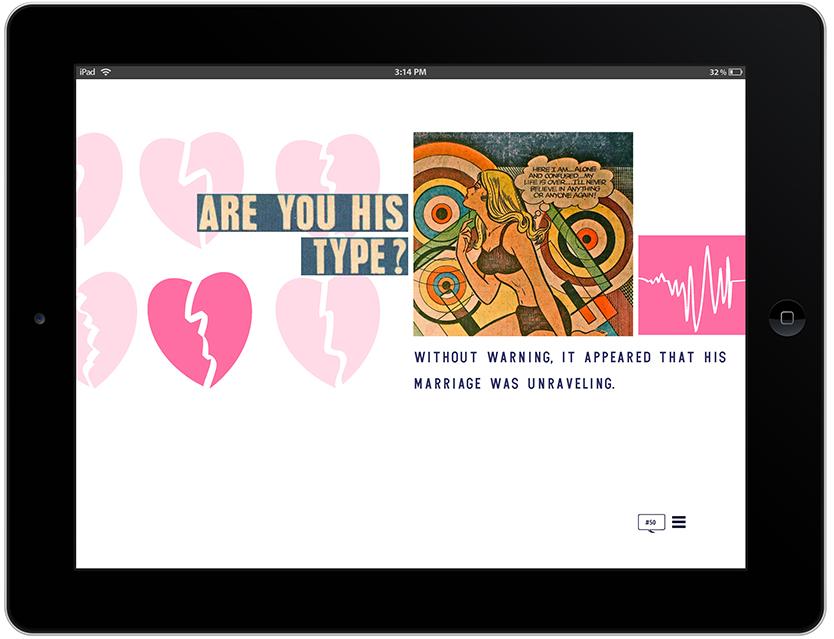 iPad 3:14 PM 32 %
ARE YOU HIS
TYPE?
HERE I AM...ALONE
AND CONFUSED...MY
LIFE IS OVER...I'LL NEVER
BELIEVE IN ANYTHING
OR ANYONE AGAIN!
WITHOUT WARNING, IT APPEARED THAT HIS
MARRIAGE WAS UNRAVELING.
#50